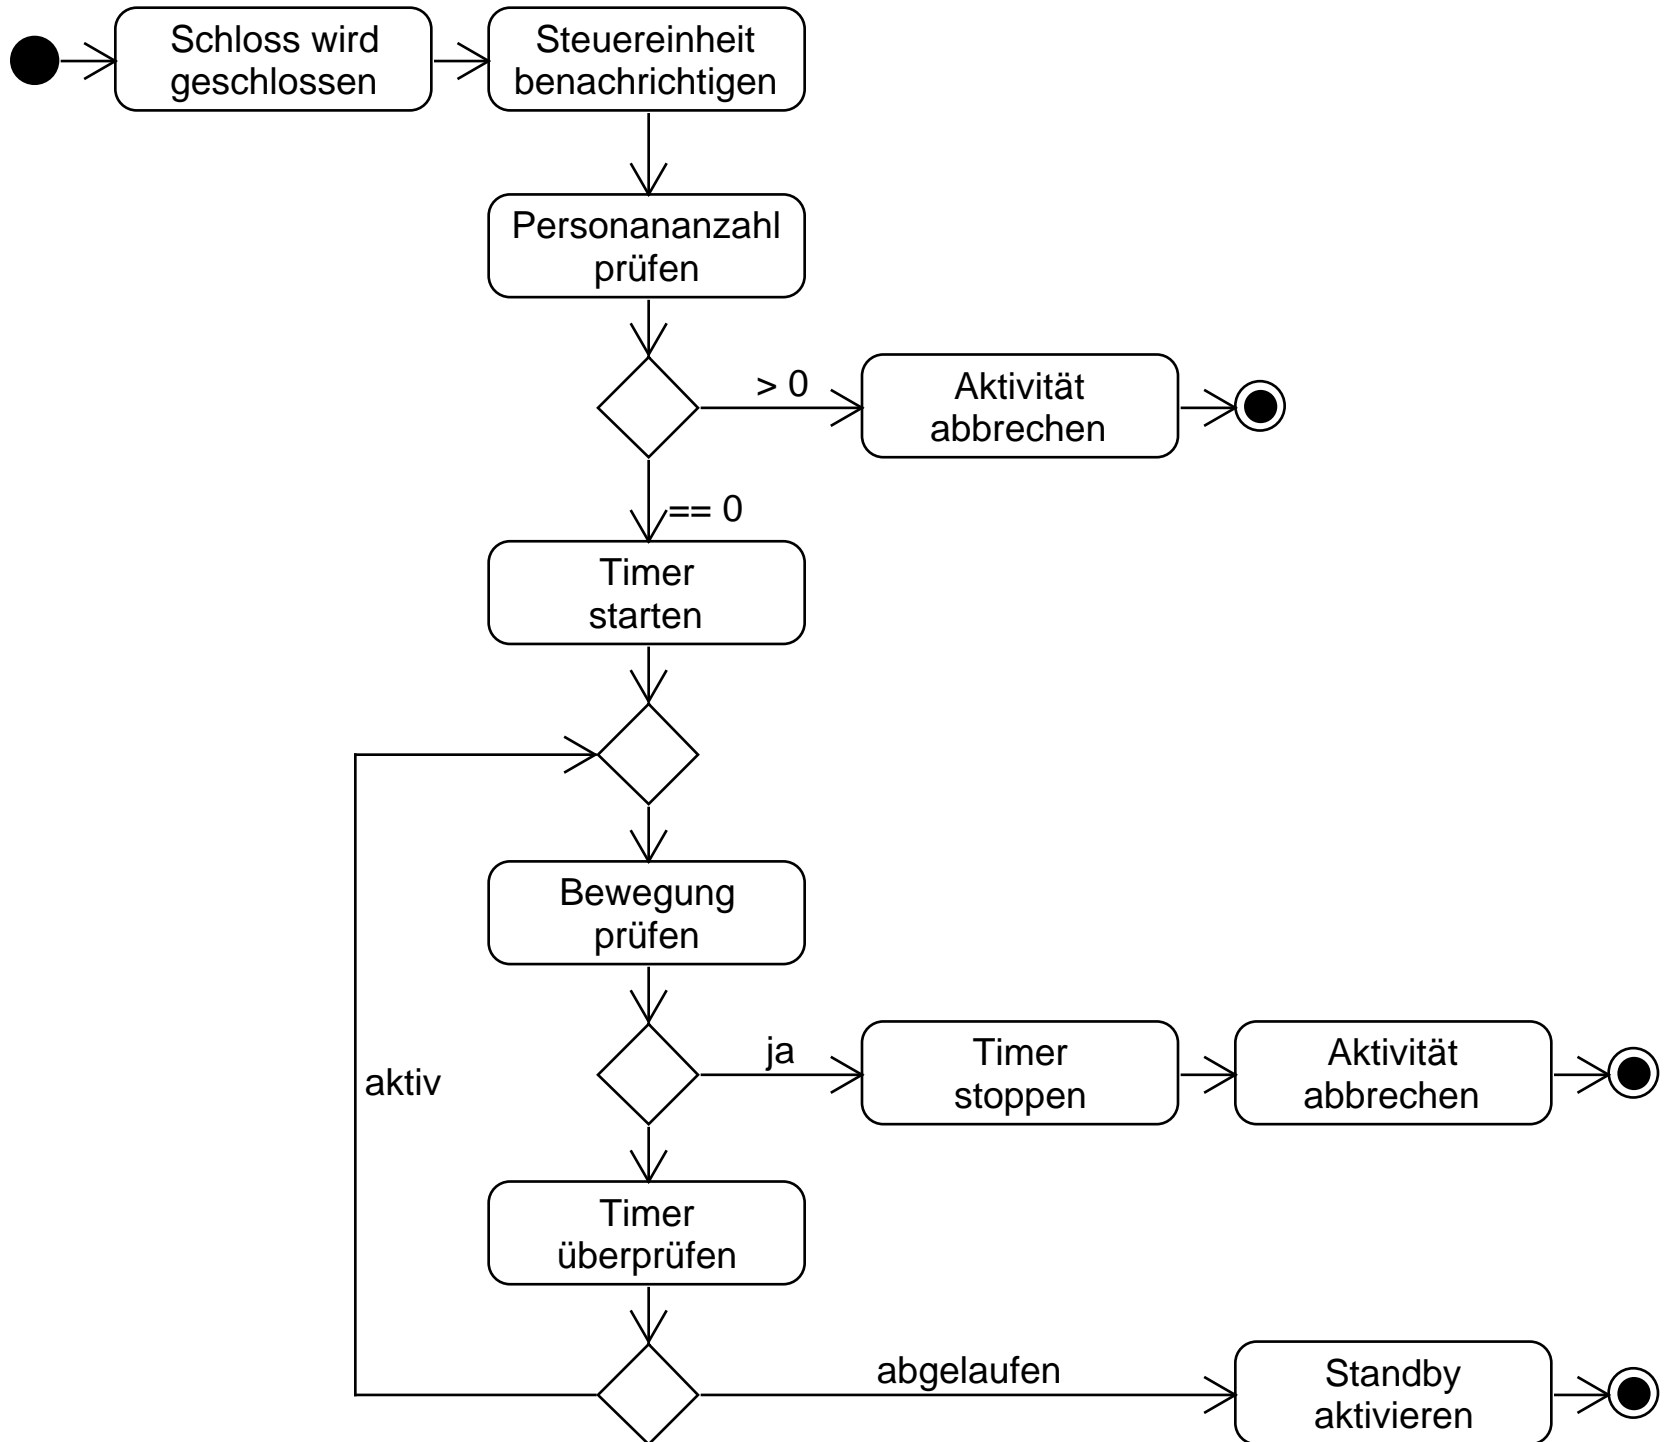 Schloss wird
geschlossen
Steuereinheit
benachrichtigen
Personananzahl
prüfen
> 0
Aktivität
abbrechen
== 0
Timer
starten
Bewegung
prüfen
ja
Timer
stoppen
Aktivität
abbrechen
aktiv
Timer
überprüfen
abgelaufen
Standby
aktivieren